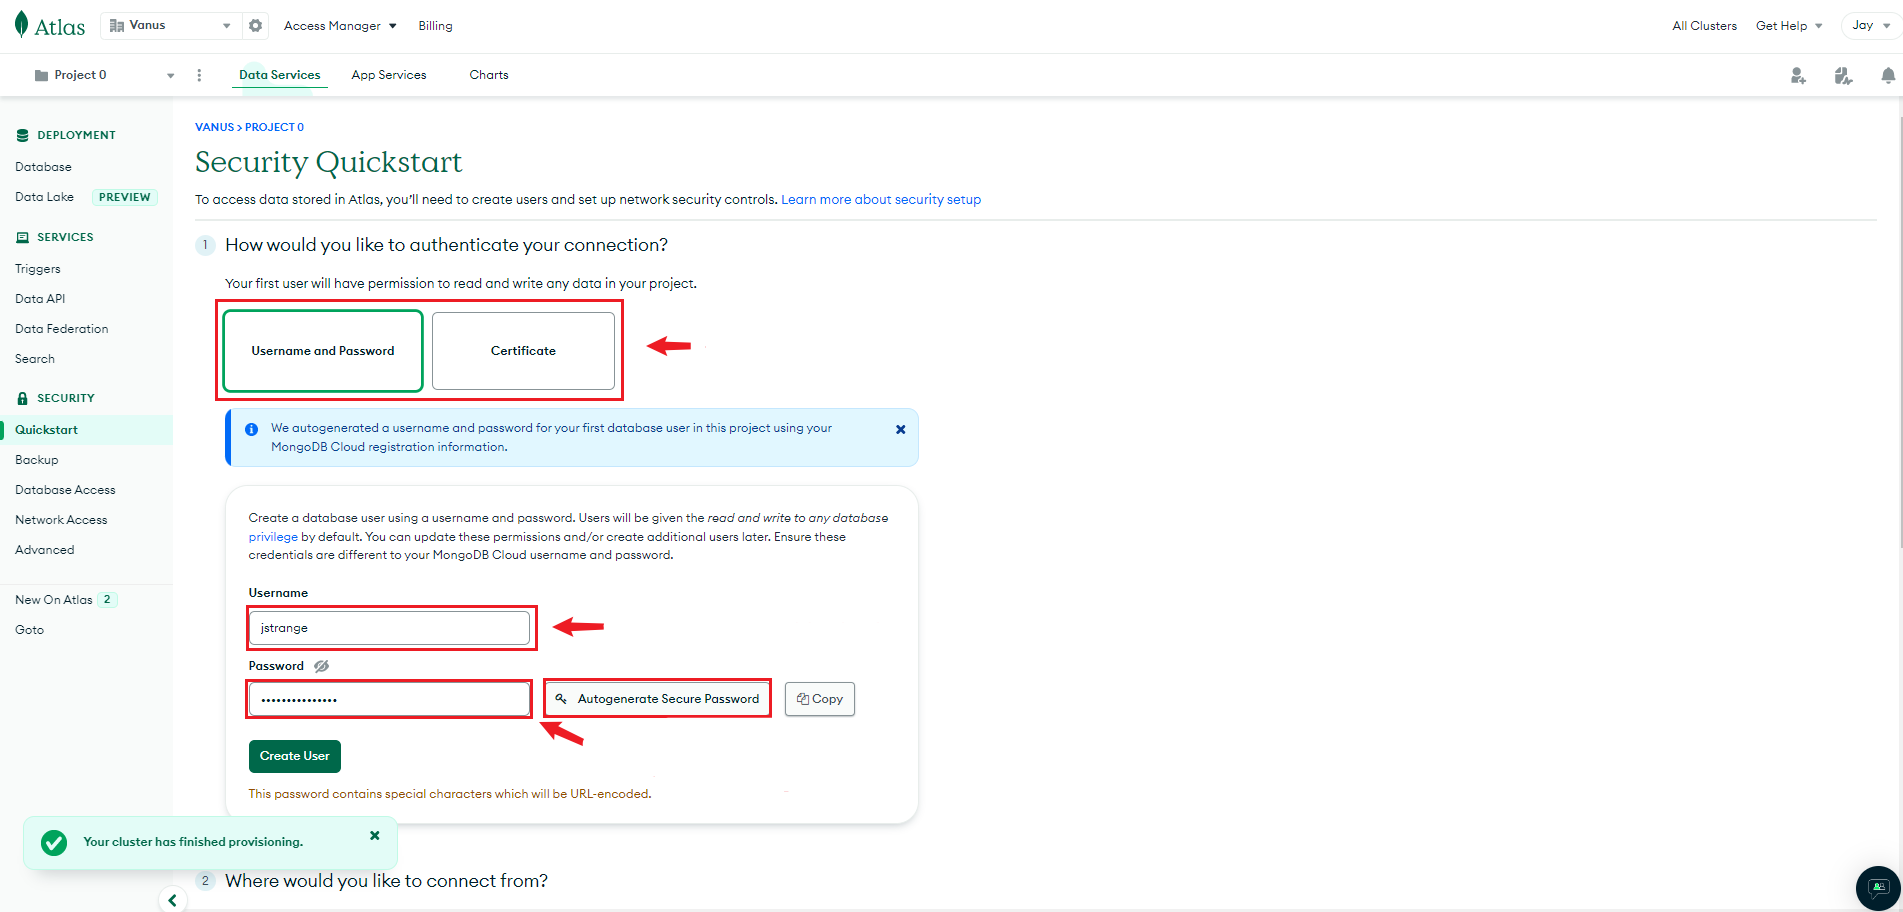 Atlas
Vanus
Access Manager
Billing
All Clusters
Get Help
Jay
Project 0
Data Services
App Services
Charts
DEPLOYMENT
Database
Data Lake PREVIEW
SERVICES
Triggers
Data API
Data Federation
Search
SECURITY
Quickstart
Backup
Database Access
Network Access
Advanced
New On Atlas 2
Goto
VANUS > PROJECT 0
Security Quickstart
To access data stored in Atlas, you'll need to create users and set up network security controls. Learn more about security setup
1 How would you like to authenticate your connection?
Your first user will have permission to read and write any data in your project.
Username and Password
Certificate
We autogenerated a username and password for your first database user in this project using your
MongoDB Cloud registration information.
Create a database user using a username and password. Users will be given the read and write to any database
privilege by default. You can update these permissions and/or create additional users later. Ensure these
credentials are different to your MongoDB Cloud username and password.
Username
jstrange
Password
•••••••••••••••
Autogenerate Secure Password
Copy
Create User
This password contains special characters which will be URL-encoded.
Your cluster has finished provisioning.
2 Where would you like to connect from?